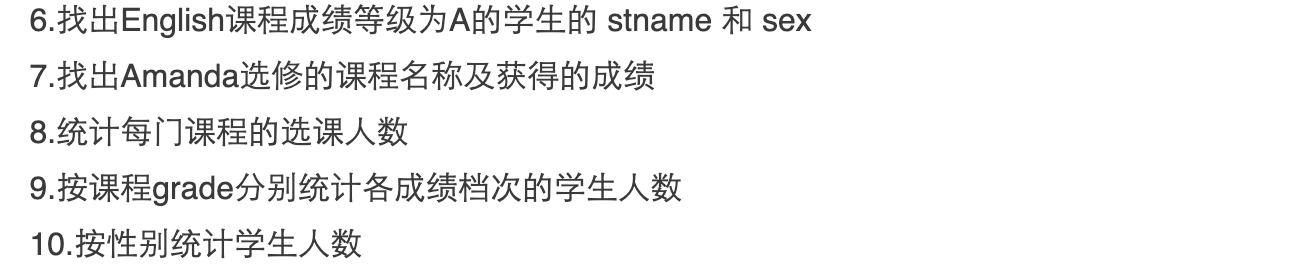 6.找出English课程成绩等级为A的学生的 stname 和 sex
7.找出Amanda选修的课程名称及获得的成绩
8.统计每门课程的选课人数
9.按课程grade分别统计各成绩档次的学生人数
10.按性别统计学生人数